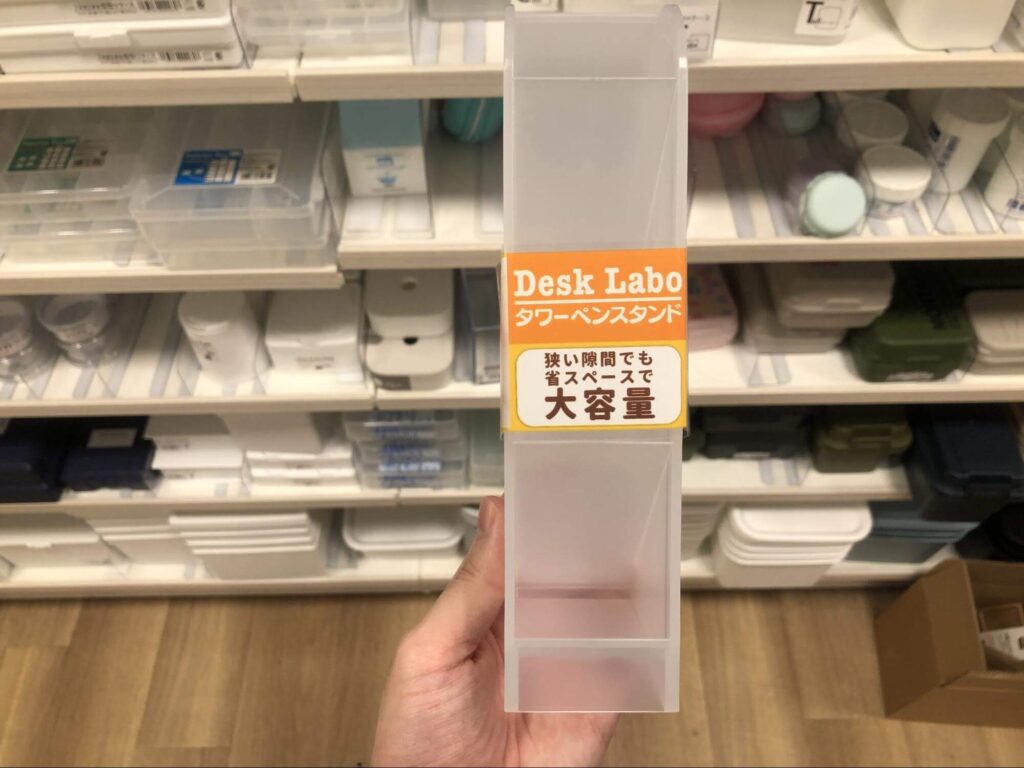 Desk Labo
タワーペンスタンド
狭い隙間でも
省スペースで
大容量